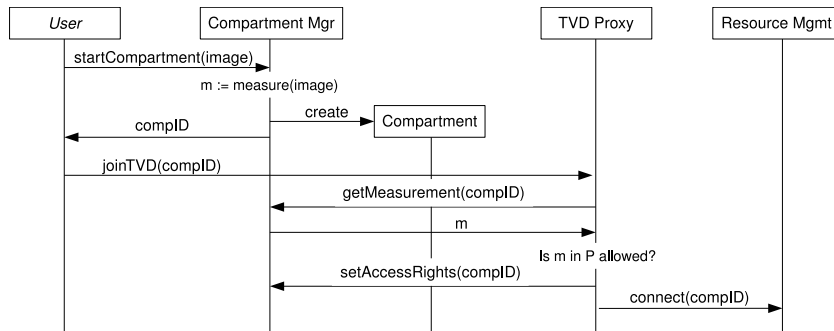 User
Compartment Mgr
TVD Proxy
Resource Mgmt
startCompartment(image)
m := measure(image)
create
Compartment
compID
joinTVD(compID)
getMeasurement(compID)
m
Is m in P allowed?
setAccessRights(compID)
connect(compID)